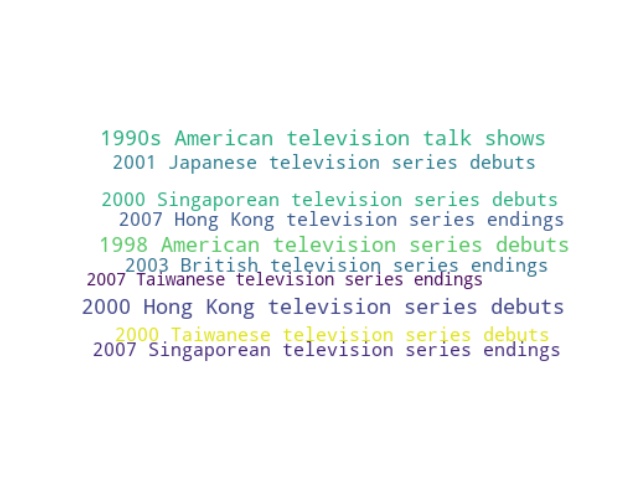 1990s American television talk shows
2001 Japanese television series debuts
2000 Singaporean television series debuts
2007 Hong Kong television series endings
1998 American television series debuts
2003 British television series endings
2007 Taiwanese television series endings
2000 Hong Kong television series debuts
2000 Taiwanese television series debuts
2007 Singaporean television series endings